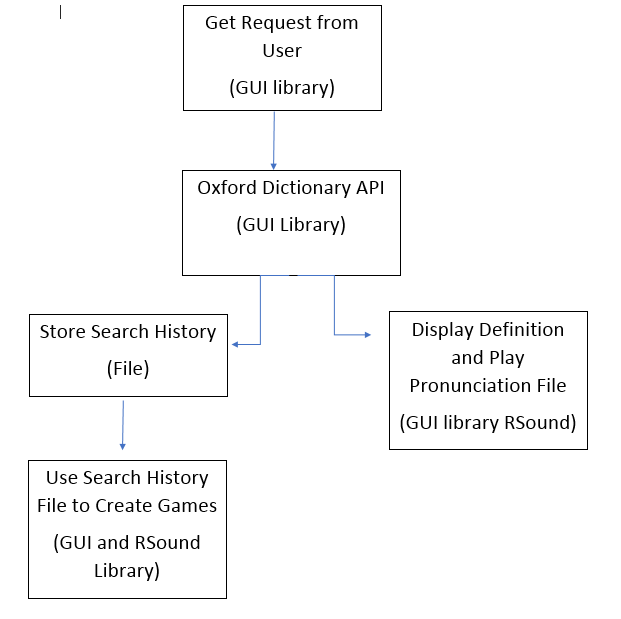 Get Request from
User
(GUI library)
Oxford Dictionary API
(GUI Library)
Store Search History
(File)
Display Definition
and Play
Pronunciation File
(GUI library RSound)
Use Search History
File to Create Games
(GUI and RSound
Library)